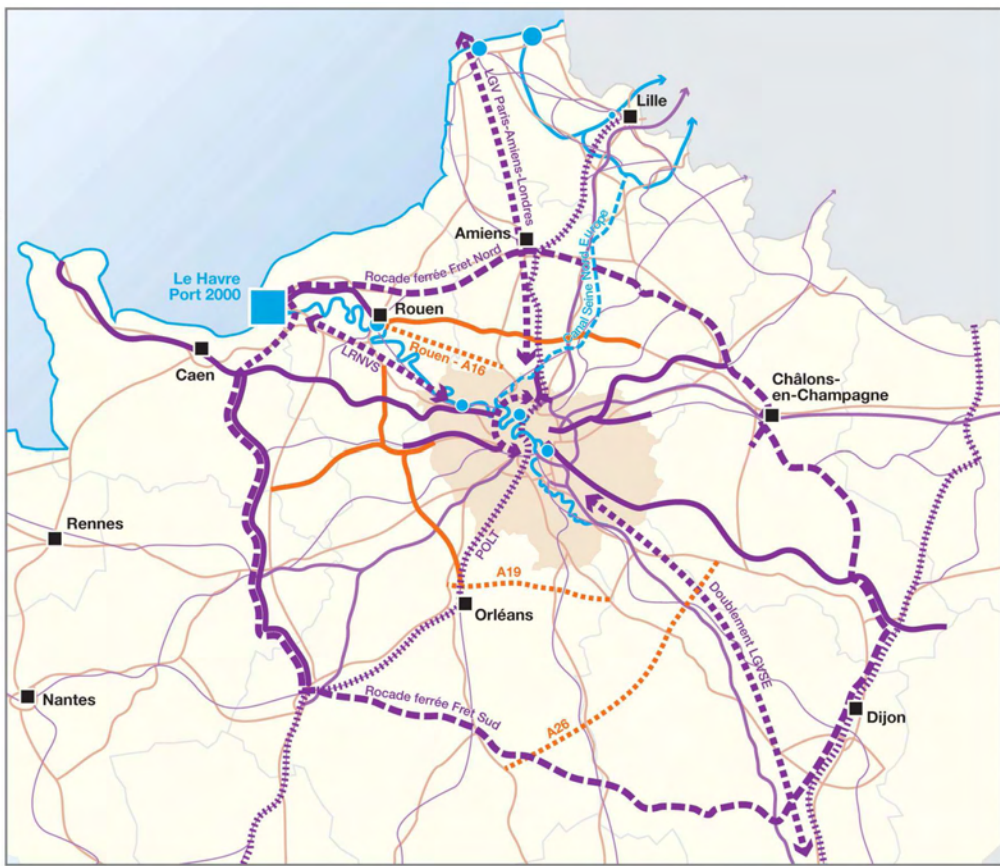 Lille
LGV Paris-Amiens-Londres
Amiens
Canal Seine Nord Europe
Rocade ferrée Fret Nord
Le Havre
Port 2000
Rouen
Rouen - A16
LRNVS
Caen
Châlons-
en-Champagne
Rennes
POLT
A19
Orléans
Doublement LGVSE
Nantes
Rocade ferrée Fret Sud
A26
Dijon